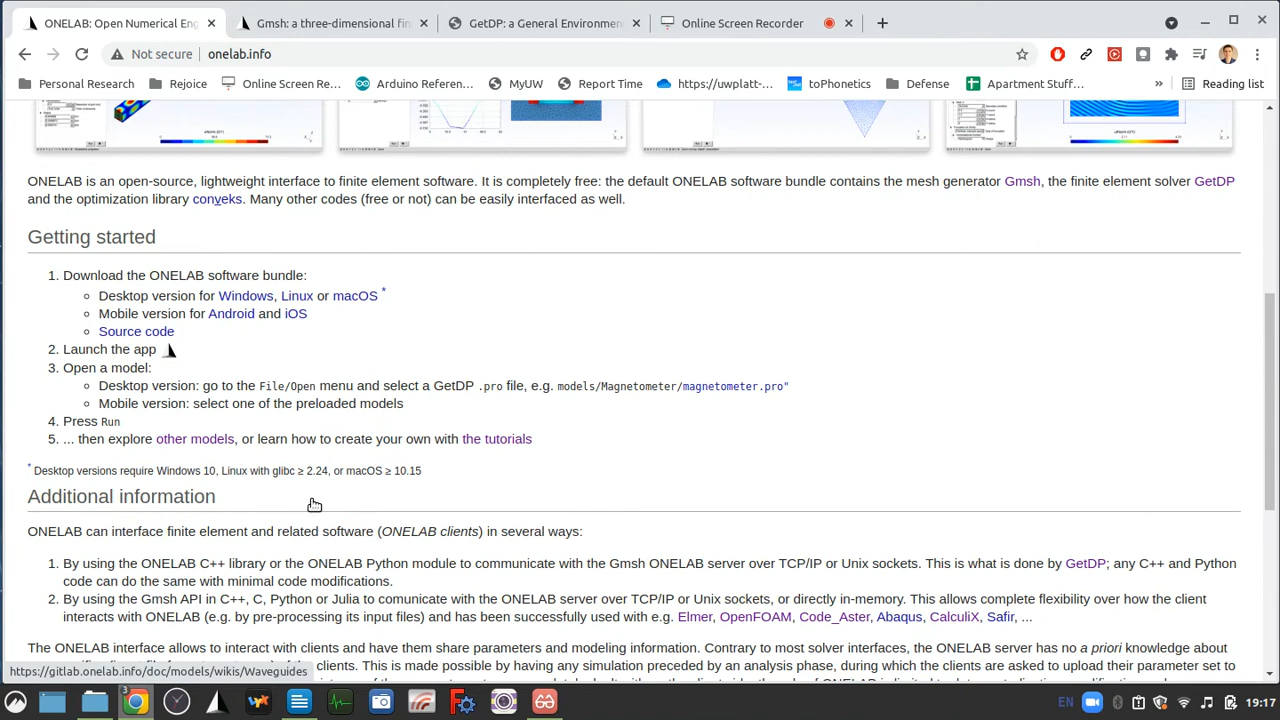 ONELAB: Open Numerical Eng
Gmsh: a three-dimensional fin
GetDP: a General Environmen
Online Screen Recorder
Not secure
onelab.info
Personal Research
Rejoice
Online Screen Re...
Arduino Referen...
MyUW
Report Time
https://uwplatt-...
toPhonetics
Defense
Apartment Stuff...
»
Reading list
ONELAB is an open-source, lightweight interface to finite element software. It is completely free: the default ONELAB software bundle contains the mesh generator Gmsh, the finite element solver GetDP
and the optimization library conveks. Many other codes (free or not) can be easily interfaced as well.
Getting started
1. Download the ONELAB software bundle:
Desktop version for Windows, Linux or macOS *
Mobile version for Android and iOS
Source code
2. Launch the app
3. Open a model:
Desktop version: go to the File/Open menu and select a GetDP .pro file, e.g. models/Magnetometer/magnetometer.pro"
Mobile version: select one of the preloaded models
4. Press Run
5. ... then explore other models, or learn how to create your own with the tutorials
* Desktop versions require Windows 10, Linux with glibc ≥ 2.24, or macOS ≥ 10.15
Additional information
ONELAB can interface finite element and related software (ONELAB clients) in several ways:
1. By using the ONELAB C++ library or the ONELAB Python module to communicate with the Gmsh ONELAB server over TCP/IP or Unix sockets. This is what is done by GetDP; any C++ and Python
code can do the same with minimal code modifications.
2. By using the Gmsh API in C++, C, Python or Julia to comunicate with the ONELAB server over TCP/IP or Unix sockets, or directly in-memory. This allows complete flexibility over how the client
interacts with ONELAB (e.g. by pre-processing its input files) and has been successfully used with e.g. Elmer, OpenFOAM, Code_Aster, Abaqus, CalculiX, Safir, ...
The ONELAB interface allows to interact with clients and have them share parameters and modeling information. Contrary to most solver interfaces, the ONELAB server has no a priori knowledge about
clients. This is made possible by having any simulation preceded by an analysis phase, during which the clients are asked to upload their parameter set to
https://gitlab.onelab.info/doc/models/wikis/Waveguides
3
EN
19:17